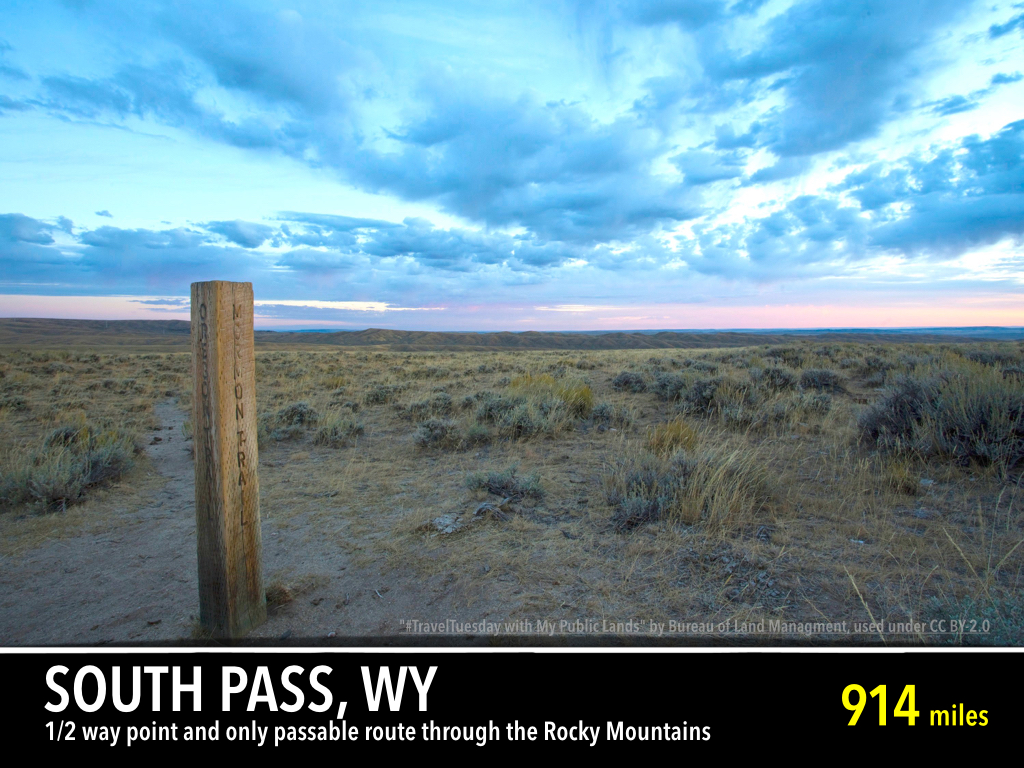 OREGON
MORMON TRAIL
"#TravelTuesday with My Public Lands" by Bureau of Land Managment, used under CC BY-2.0
SOUTH PASS, WY
1/2 way point and only passable route through the Rocky Mountains
914 miles